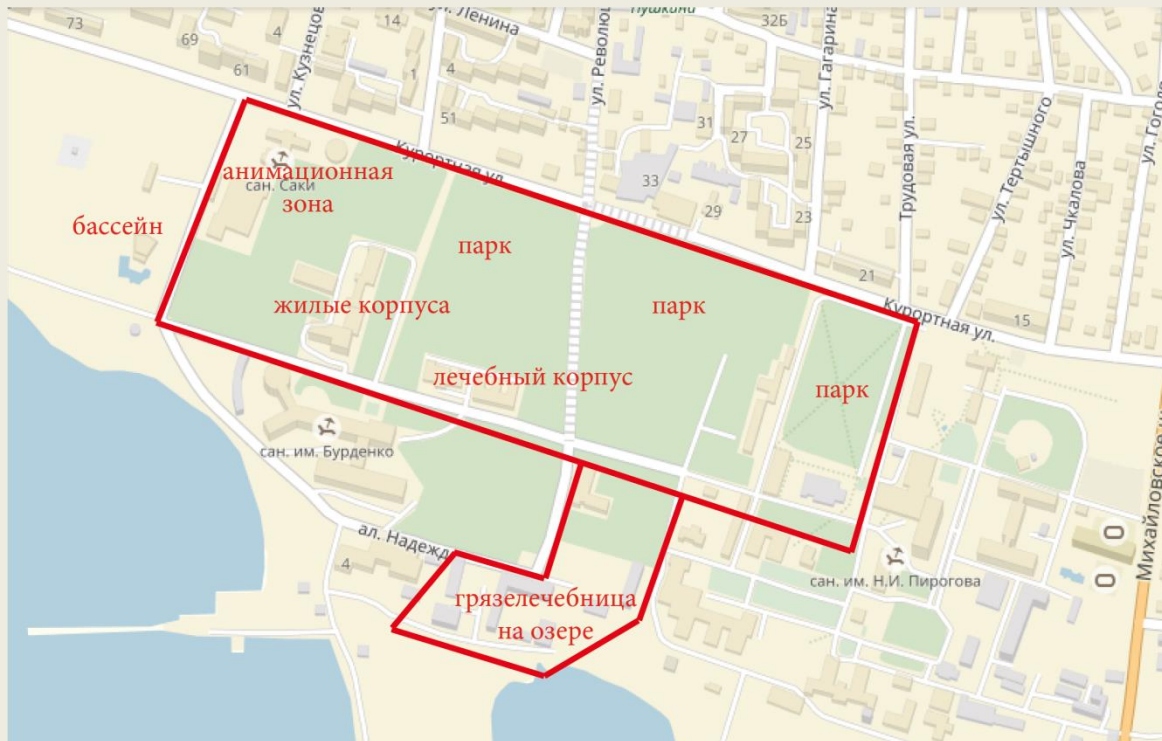 73
69
4
14
ул. Ленина
Пушкина
32Б
61
ул. Кузнецов
1
4
51
ул. Револю
31
27
25
ул. Гагарина
33
29
23
Трудовая ул.
ул. Тертышного
ул. Чкалова
ул. Гоголя
Курортная ул.
анимационная
сан. Саки
зона
бассейн
парк
жилые корпуса
парк
21
Курортная ул.
15
лечебный корпус
парк
сан. им. Бурденко
ал. Надежд
4
грязелечебница
на озере
сан. им. Н.И. Пирогова
Михайловское